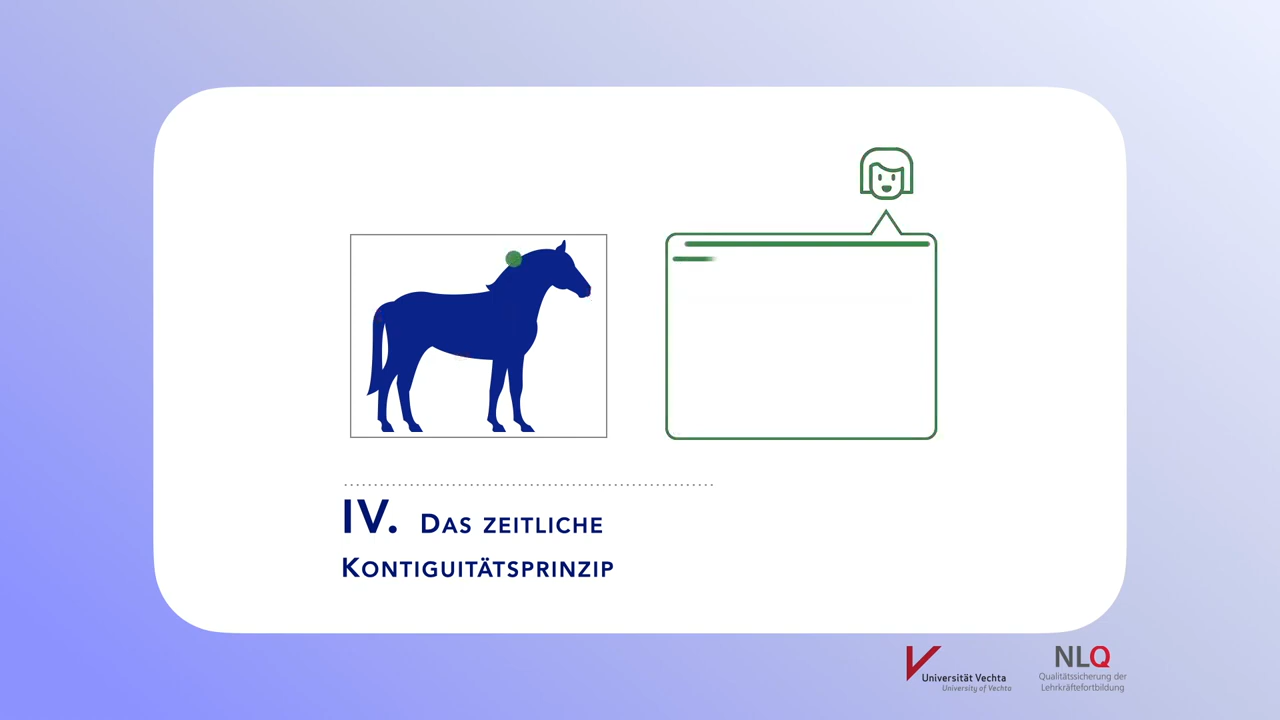 IV. Das zeitliche
Kontiguitätsprinzip
Universität Vechta
University of Vechta
NLQ
Qualitätssicherung der
Lehrkräftefortbildung